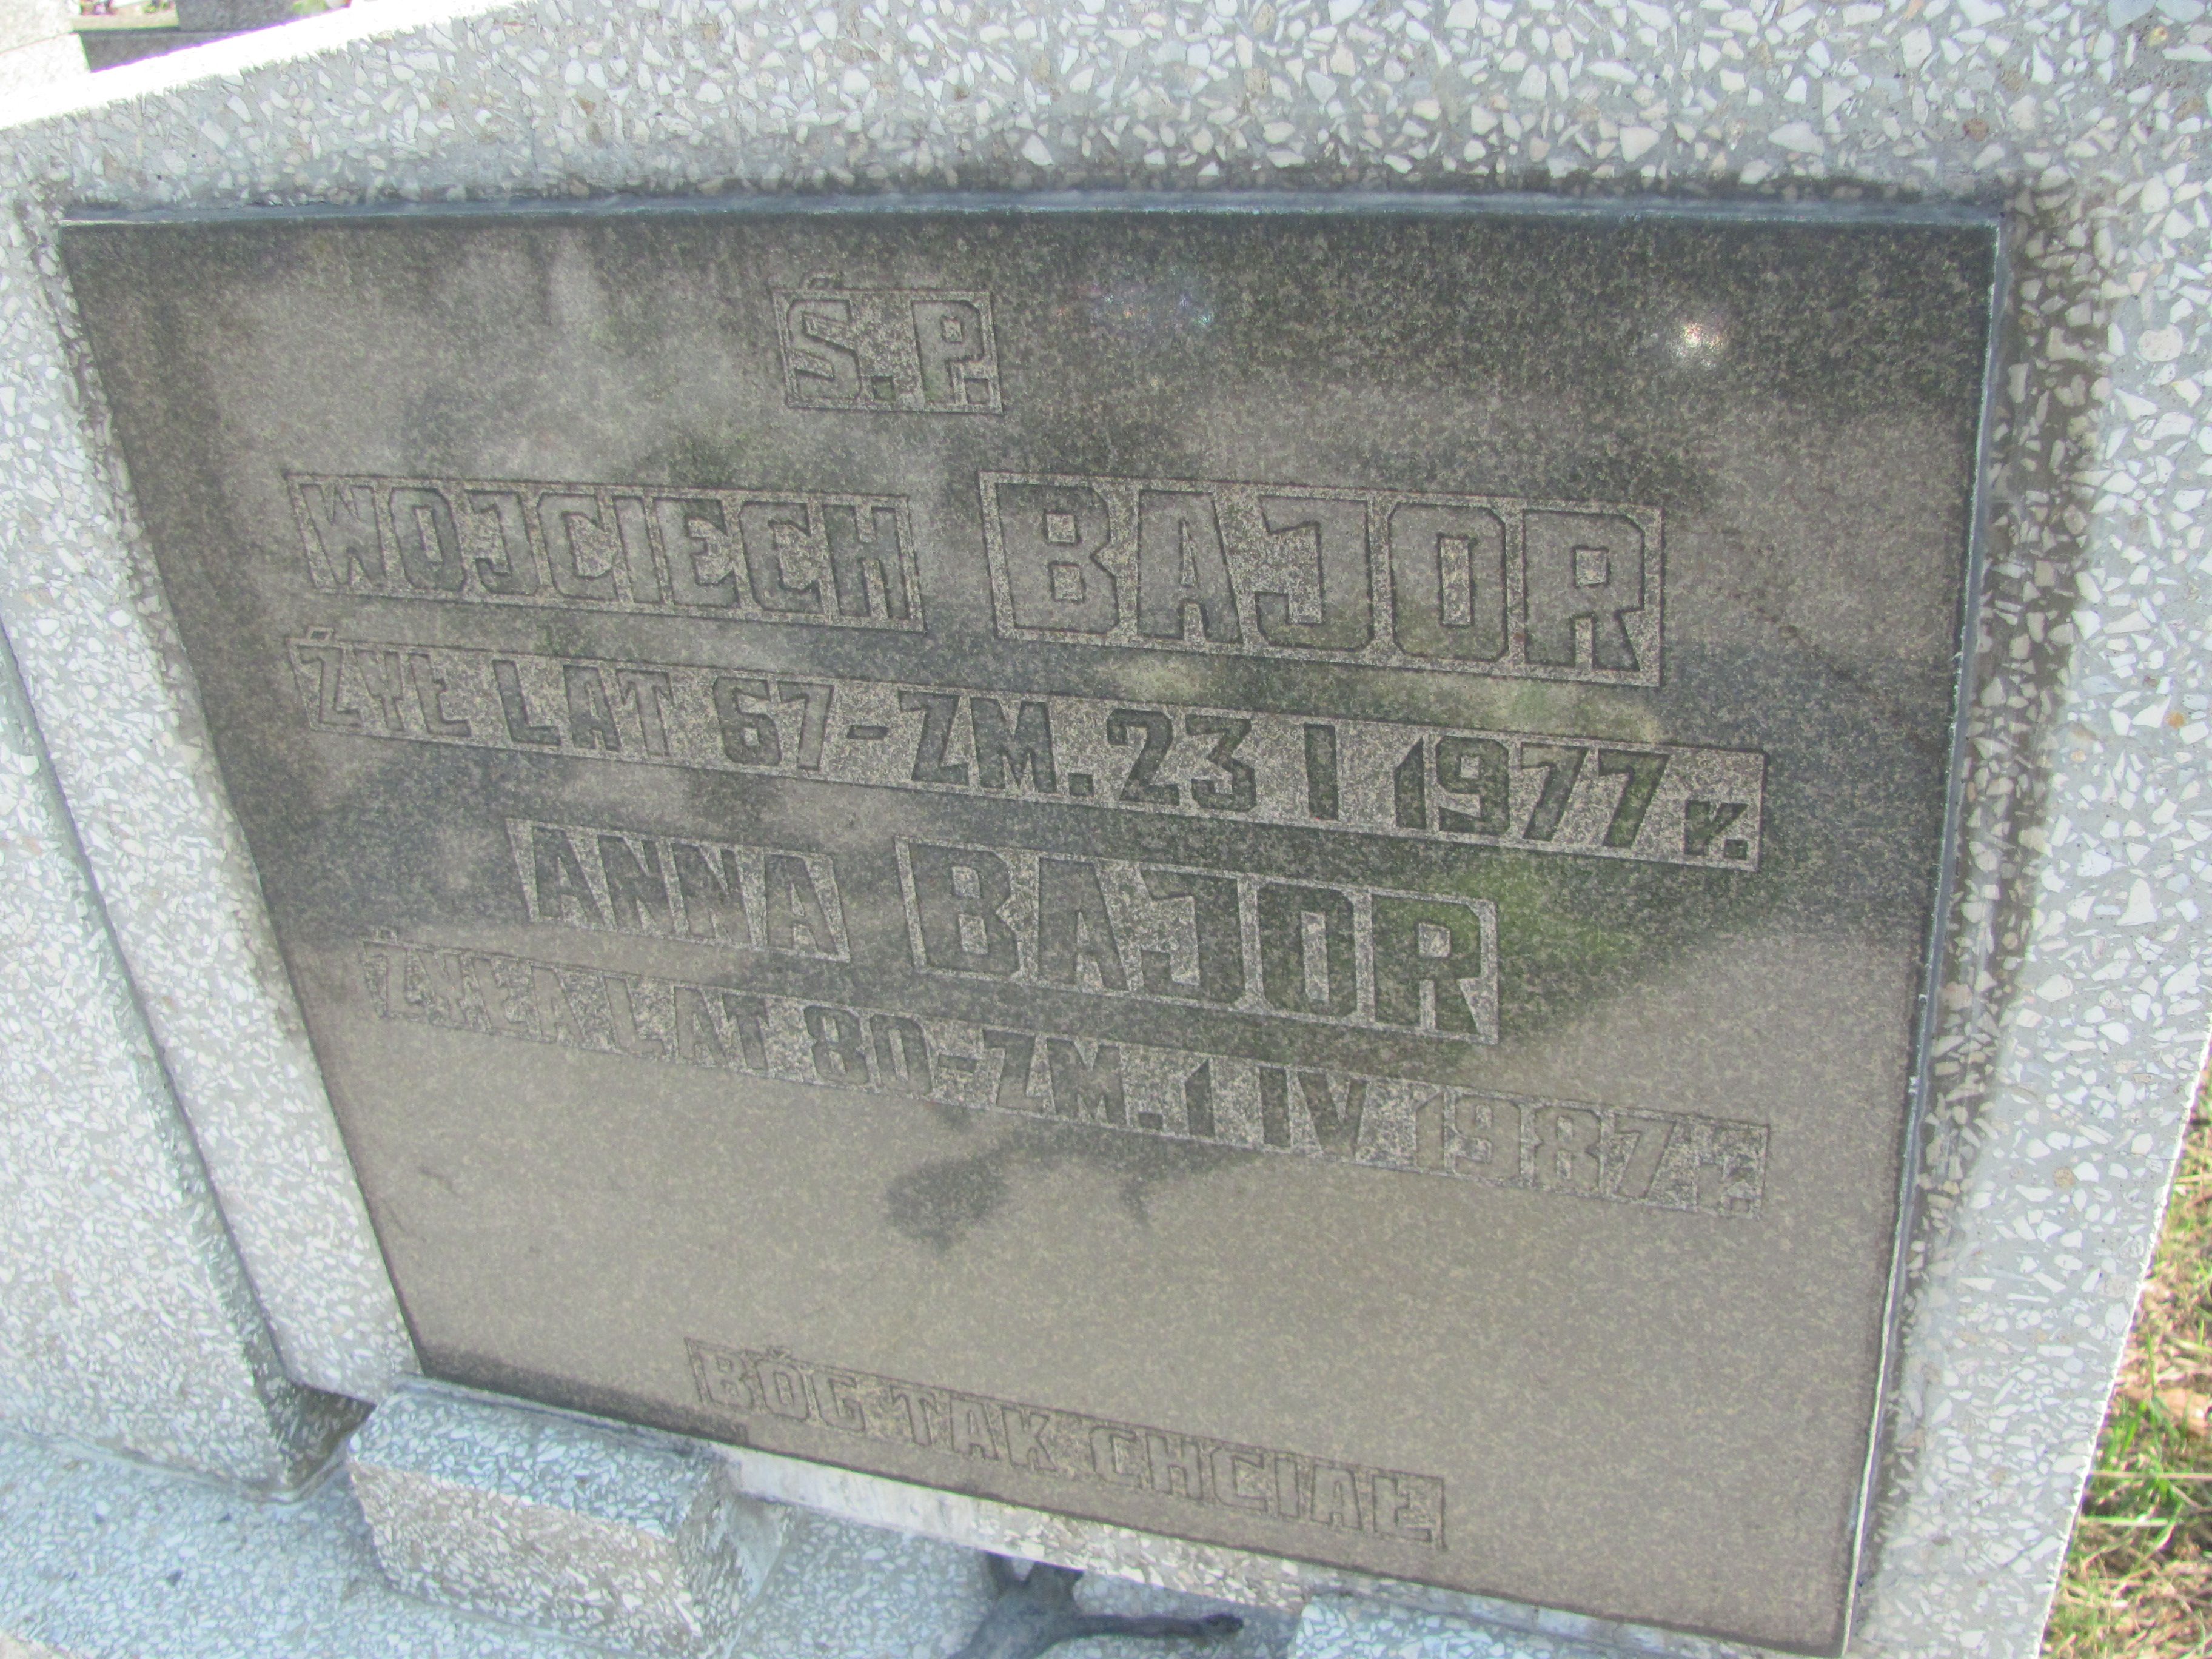 Ś.P.
WOJCIECH BAJOR
ŻYŁ LAT 67-ZM.23 I 1977 r.
ANNA BAJOR
ŻYŁA LAT 80-ZM.1 IV 1987 r.
BÓG TAK CHCIAŁ